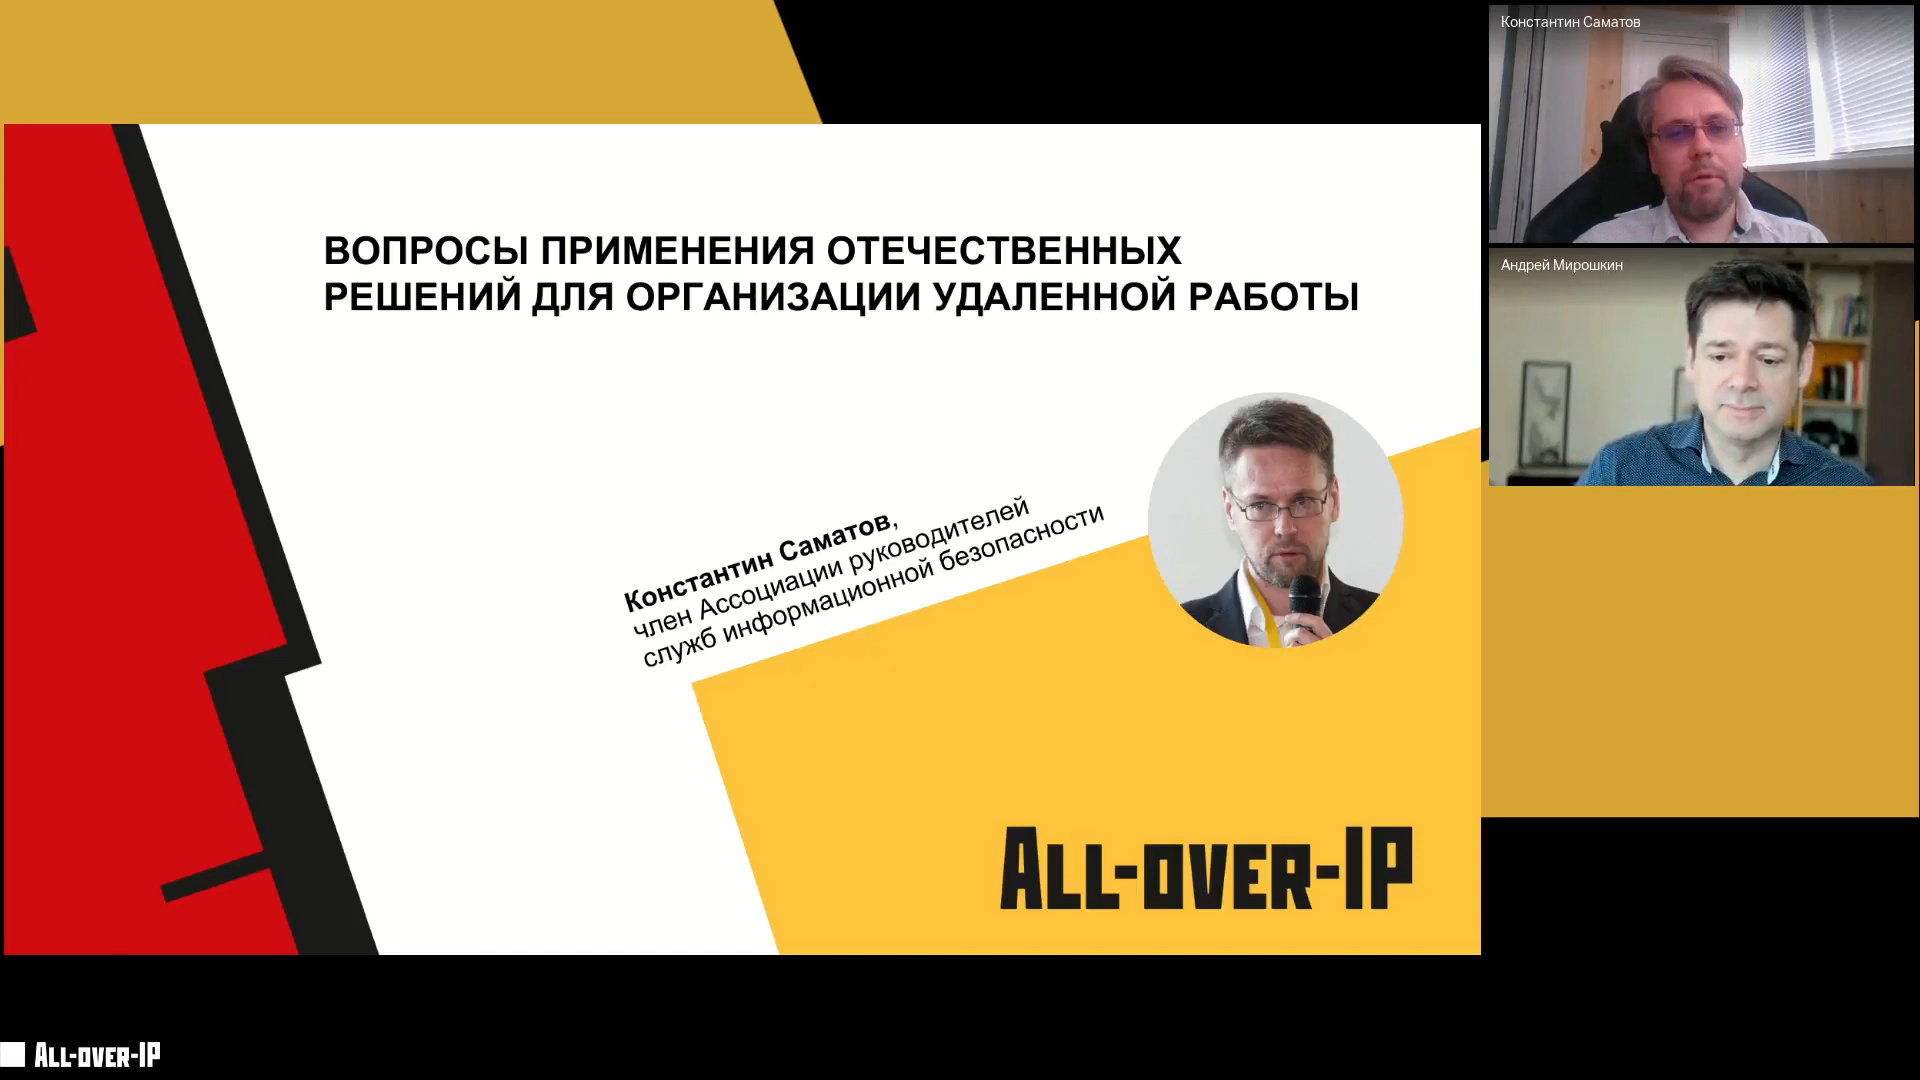 ВОПРОСЫ ПРИМЕНЕНИЯ ОТЕЧЕСТВЕННЫХ
РЕШЕНИЙ ДЛЯ ОРГАНИЗАЦИИ УДАЛЕННОЙ РАБОТЫ
Константин Саматов,
член Ассоциации руководителей
служб информационной безопасности
ALL-OVER-IP
Константин Саматов
Андрей Мирошкин
ALL-OVER-IP